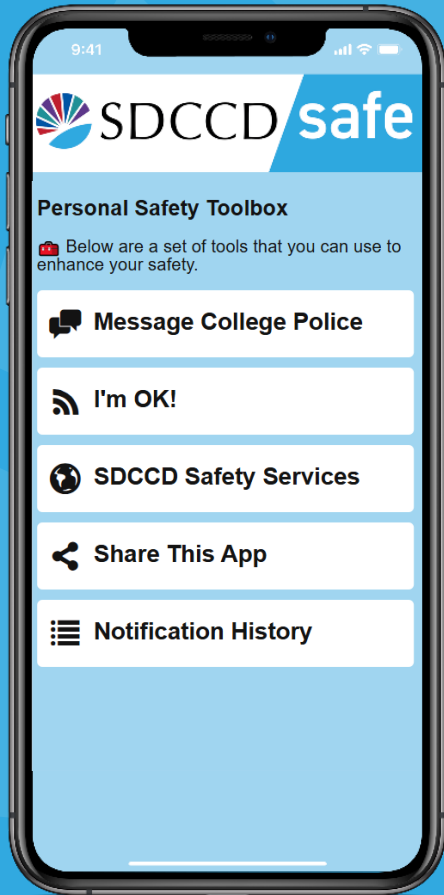 9:41
SDCCD safe
Personal Safety Toolbox
🧰 Below are a set of tools that you can use to
enhance your safety.
Message College Police
I'm OK!
SDCCD Safety Services
Share This App
Notification History